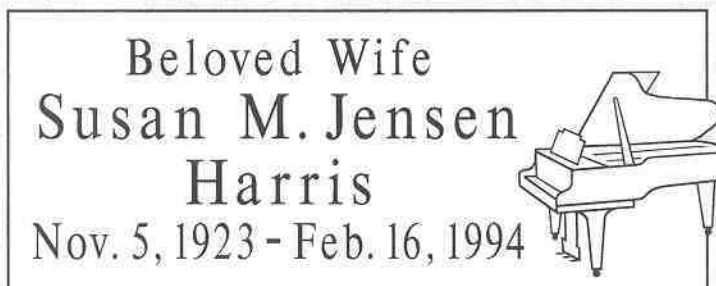 Beloved Wife
Susan M. Jensen
Harris
Nov. 5, 1923 - Feb. 16, 1994